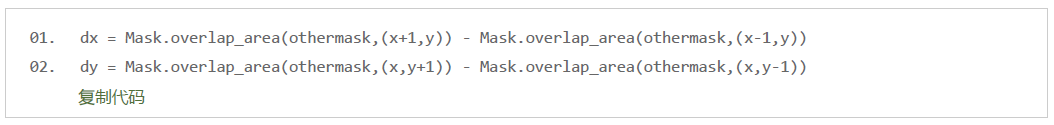 01. dx = Mask.overlap_area(othermask,(x+1,y)) - Mask.overlap_area(othermask,(x-1,y))
02. dy = Mask.overlap_area(othermask,(x,y+1)) - Mask.overlap_area(othermask,(x,y-1))
复制代码